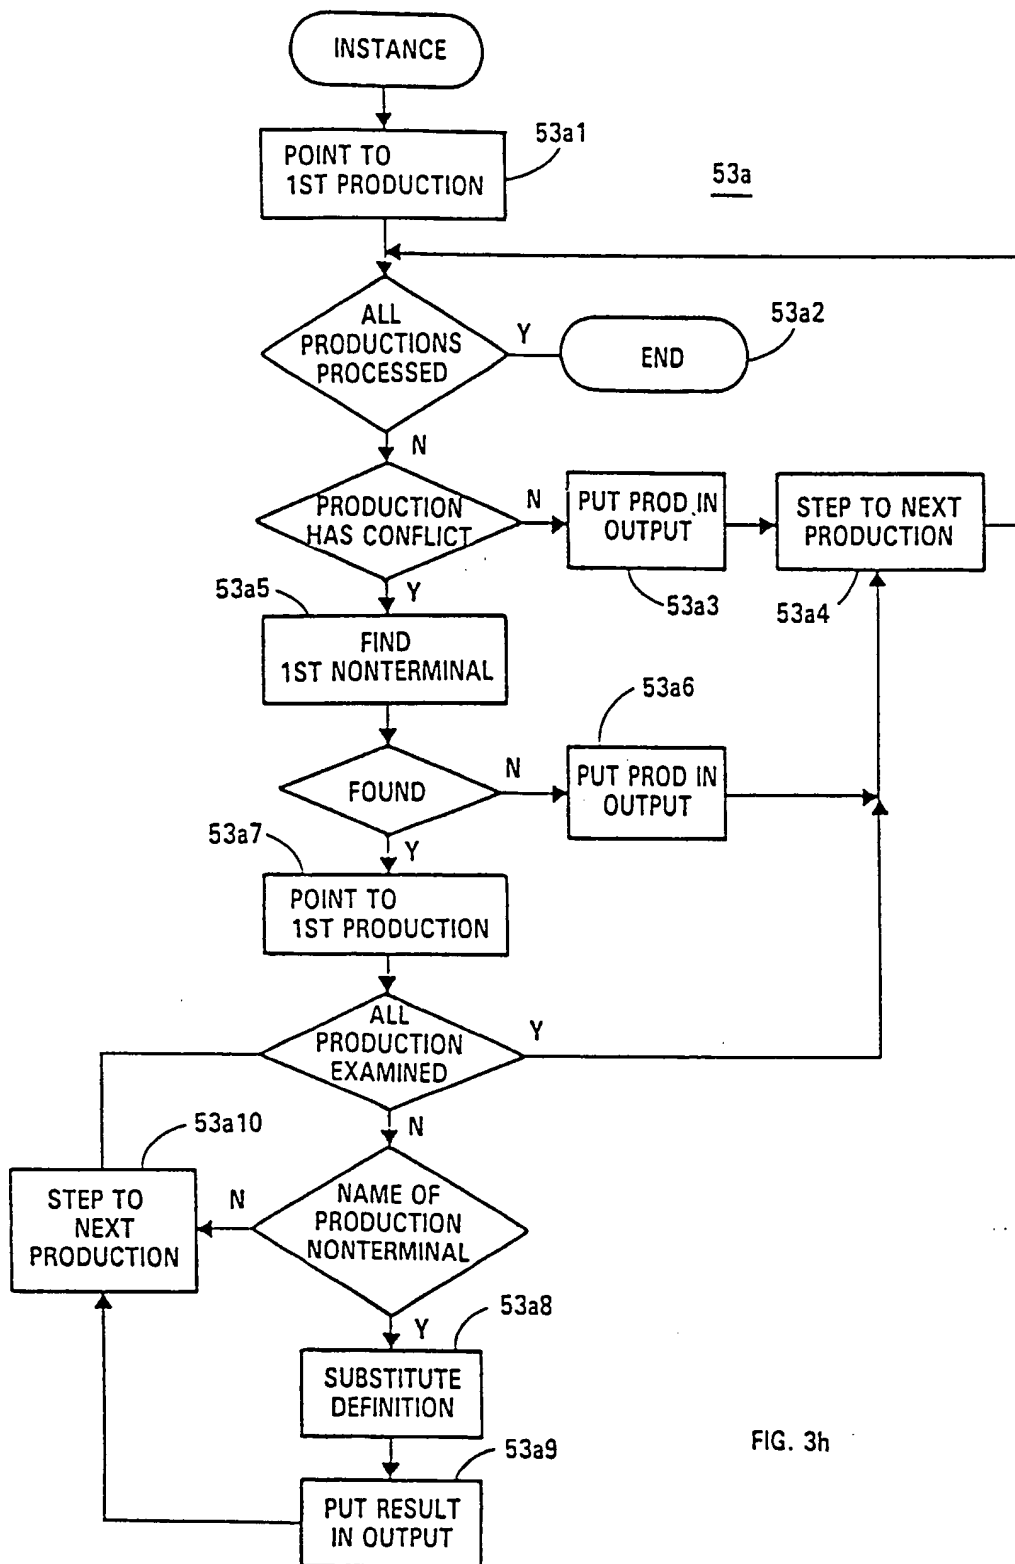 INSTANCE
53a1
POINT TO
1ST PRODUCTION
53a
ALL
PRODUCTIONS
PROCESSED
Y
53a2
END
N
PRODUCTION
HAS CONFLICT
N
PUT PROD IN
OUTPUT
STEP TO NEXT
PRODUCTION
53a5
Y
53a3
53a4
FIND
1ST NONTERMINAL
53a6
FOUND
N
PUT PROD IN
OUTPUT
53a7
Y
POINT TO
1ST PRODUCTION
ALL
PRODUCTION
EXAMINED
Y
N
53a10
STEP TO
NEXT
PRODUCTION
N
NAME OF
PRODUCTION
NONTERMINAL
53a8
Y
SUBSTITUTE
DEFINITION
53a9
PUT RESULT
IN OUTPUT
FIG. 3h